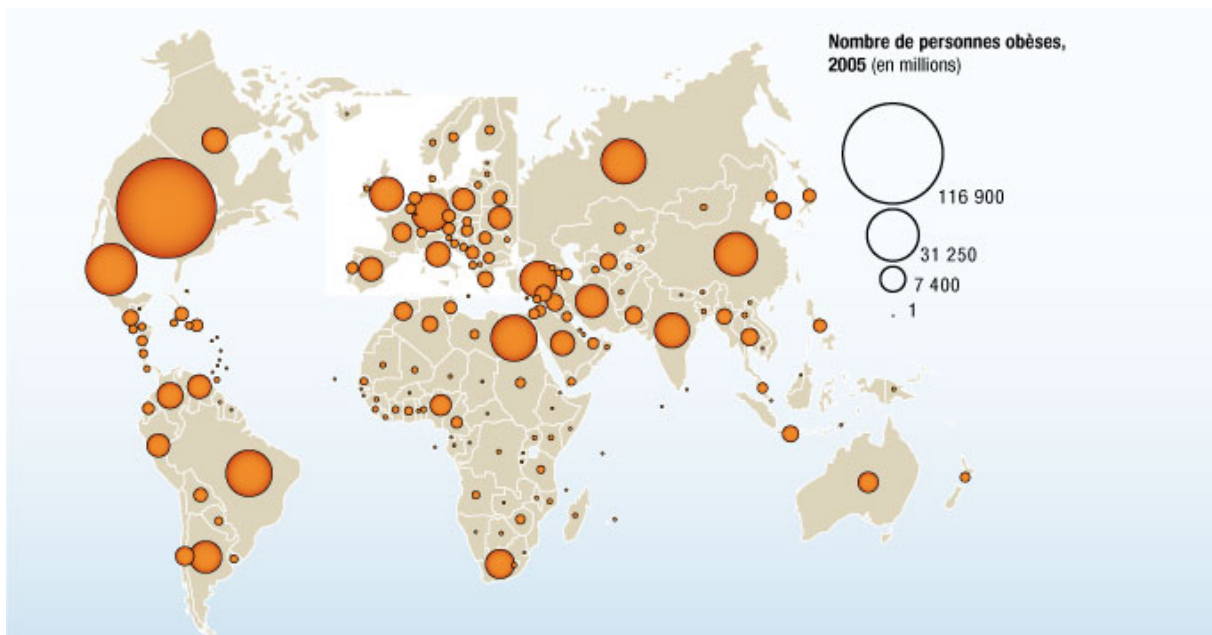 Nombre de personnes obèses,
2005 (en millions)
116 900
31 250
7 400
1